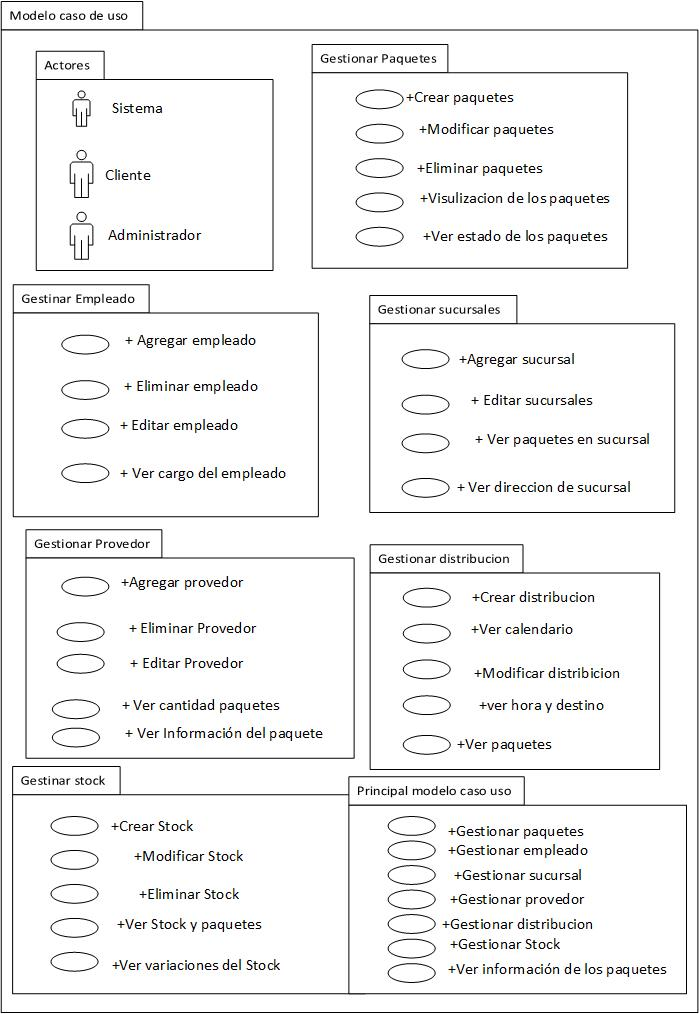 Modelo caso de uso
Actores
Sistema
Cliente
Administrador
Gestionar Paquetes
+Crear paquetes
+Modificar paquetes
+Eliminar paquetes
+Visulizacion de los paquetes
+Ver estado de los paquetes
Gestinar Empleado
+ Agregar empleado
+ Eliminar empleado
+ Editar empleado
+ Ver cargo del empleado
Gestionar sucursales
+Agregar sucursal
+ Editar sucursales
+ Ver paquetes en sucursal
+ Ver direccion de sucursal
Gestionar Provedor
+Agregar provedor
+ Eliminar Provedor
+ Editar Provedor
+ Ver cantidad paquetes
+ Ver Información del paquete
Gestionar distribucion
+Crear distribucion
+Ver calendario
+Modificar distribicion
+ver hora y destino
+Ver paquetes
Gestinar stock
+Crear Stock
+Modificar Stock
+Eliminar Stock
+Ver Stock y paquetes
+Ver variaciones del Stock
Principal modelo caso uso
+Gestionar paquetes
+Gestionar empleado
+Gestionar sucursal
+Gestionar provedor
+Gestionar distribucion
+Gestionar Stock
+Ver información de los paquetes